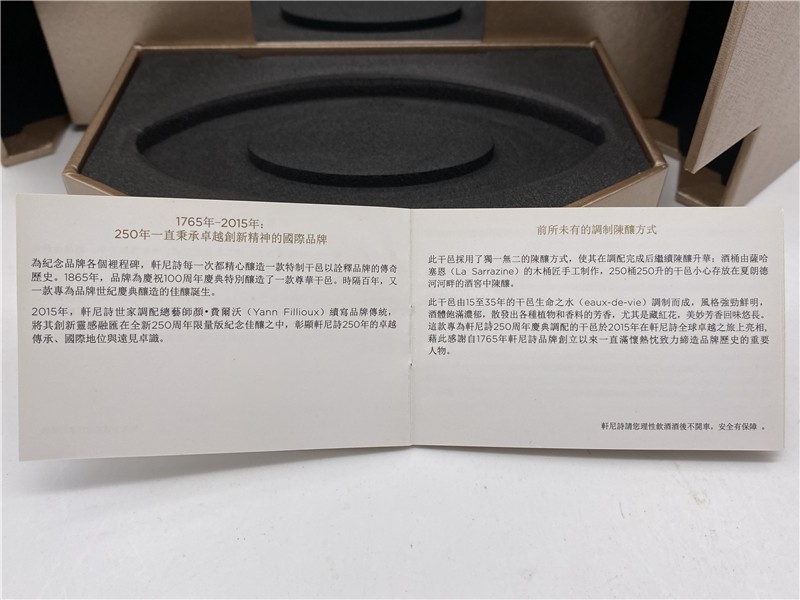 1765年–2015年:
250年一直秉承卓越創新精神的國際品牌
為紀念品牌各個裡程碑，軒尼詩每一次都精心釀造一款特制干邑以詮釋品牌的傳奇
歷史。1865年，品牌為慶祝100周年慶典特別釀造了一款尊華干邑。時隔百年，又
一款專為品牌世紀慶典釀造的佳釀誕生。
2015年，軒尼詩世家調配總藝師顏•費爾沃（Yann Fillioux）續寫品牌傳統，
將其創新靈感融匯在全新250周年限量版紀念佳釀之中，彰顯軒尼詩250年的卓越
傳承、國際地位與遠見卓識。
前所未有的調制陳釀方式
此干邑採用了獨一無二的陳釀方式，使其在調配完成后繼續陳釀升華：酒桶由薩哈
塞恩（La Sarrazine）的木桶匠手工制作，250桶250升的干邑小心存放在夏朗德
河河畔的酒窖中陳釀。
此干邑由15至35年的干邑生命之水（eaux-de-vie）調制而成，風格強勁鮮明，
酒體飽滿濃郁，散發出各種植物和香料的芳香，尤其是藏紅花，美妙芳香回味悠長。
這款專為軒尼詩250周年慶典調配的干邑於2015年在軒尼詩全球卓越之旅上亮相，
藉此感謝自1765年軒尼詩品牌創立以來一直滿懷熱忱致力締造品牌歷史的重要
人物。
軒尼詩請您理性飲酒酒後不開車，安全有保障 。